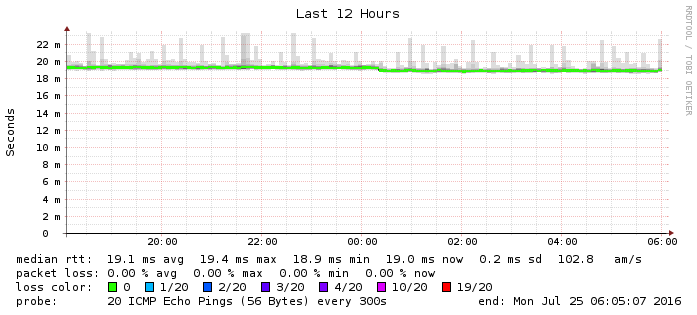 Last 12 Hours
RRDTOOL / TOBI OETIKER
Seconds
22 m
20 m
18 m
16 m
14 m
12 m
10 m
8 m
6 m
4 m
2 m
0
20:00 22:00 00:00 02:00 04:00 06:00
median rtt: 19.1 ms avg 19.4 ms max 18.9 ms min 19.0 ms now 0.2 ms sd 102.8 am/s
packet loss: 0.00 % avg 0.00 % max 0.00 % min 0.00 % now
loss color: 0 1/20 2/20 3/20 4/20 10/20 19/20
probe: 20 ICMP Echo Pings (56 Bytes) every 300s end: Mon Jul 25 06:05:07 2016